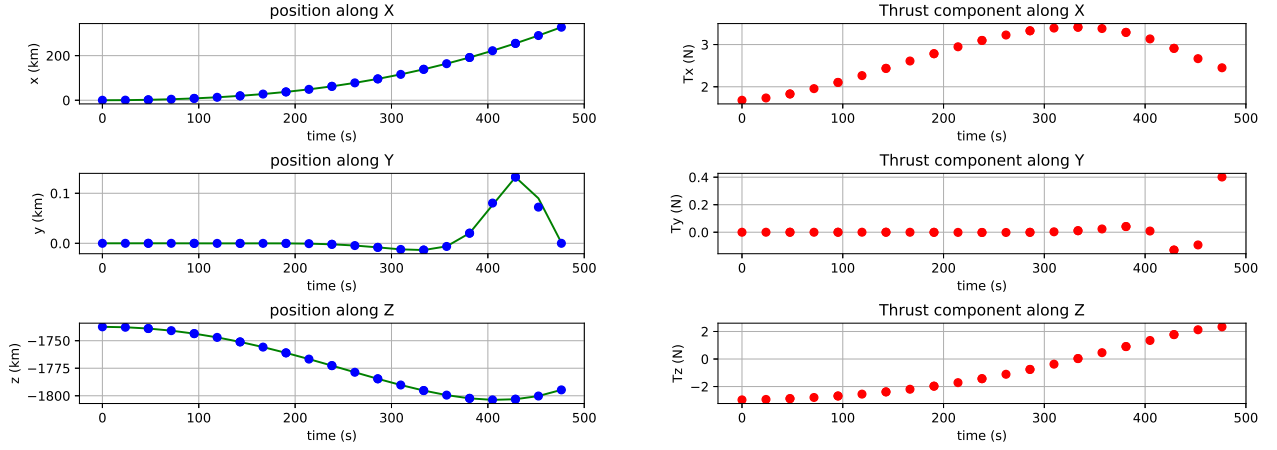 position along X
x (km)
200
0
0 100 200 300 400 500
time (s)
Thrust component along X
Tx (N)
3
2
0 100 200 300 400 500
time (s)
position along Y
y (km)
0.1
0.0
0 100 200 300 400 500
time (s)
Thrust component along Y
Ty (N)
0.4
0.2
0.0
0 100 200 300 400 500
time (s)
position along Z
z (km)
−1750
−1775
−1800
0 100 200 300 400 500
time (s)
Thrust component along Z
Tz (N)
2
0
−2
0 100 200 300 400 500
time (s)